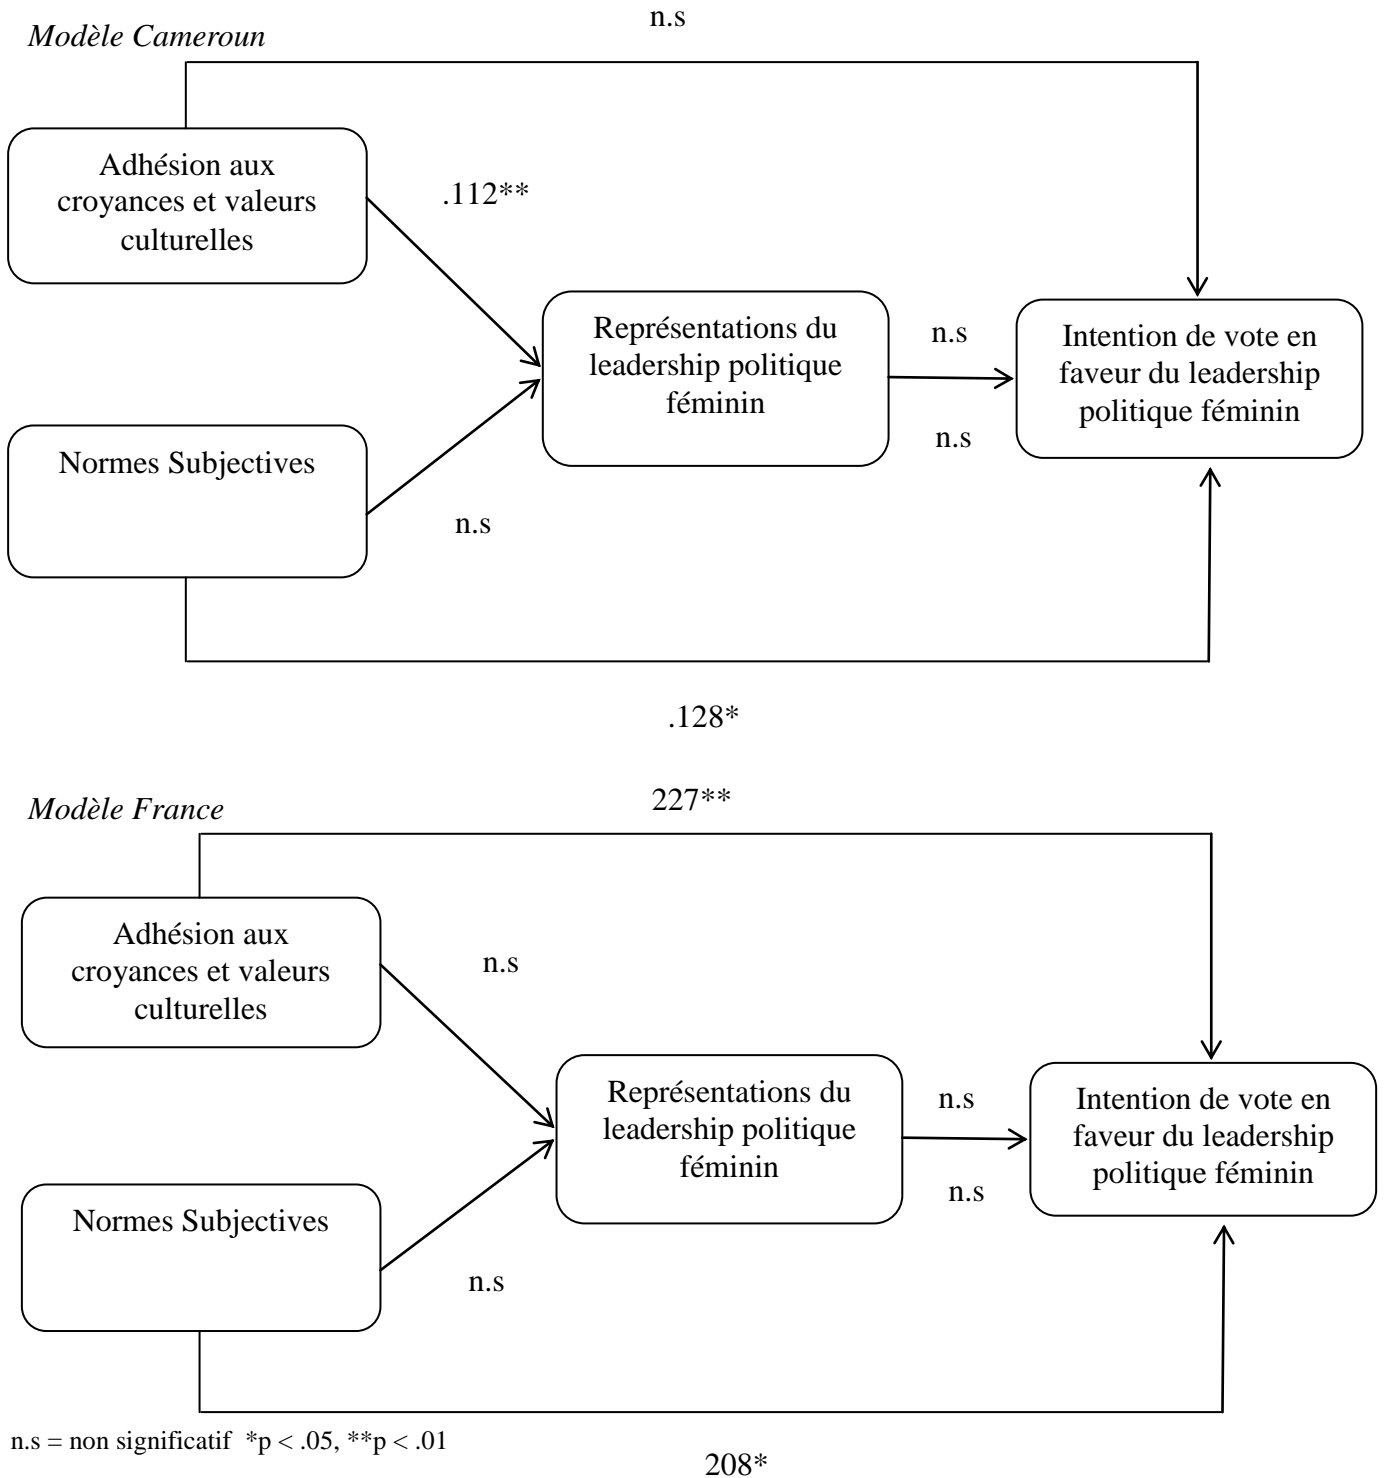 n.s
Modèle Cameroun
Adhésion aux
croyances et valeurs
culturelles
.112**
Représentations du
leadership politique
féminin
n.s
n.s
Intention de vote en
faveur du leadership
politique féminin
Normes Subjectives
n.s
.128*
Modèle France
227**
Adhésion aux
croyances et valeurs
culturelles
n.s
Représentations du
leadership politique
féminin
n.s
n.s
Intention de vote en
faveur du leadership
politique féminin
Normes Subjectives
n.s
n.s = non significatif *p < .05, **p < .01
208*